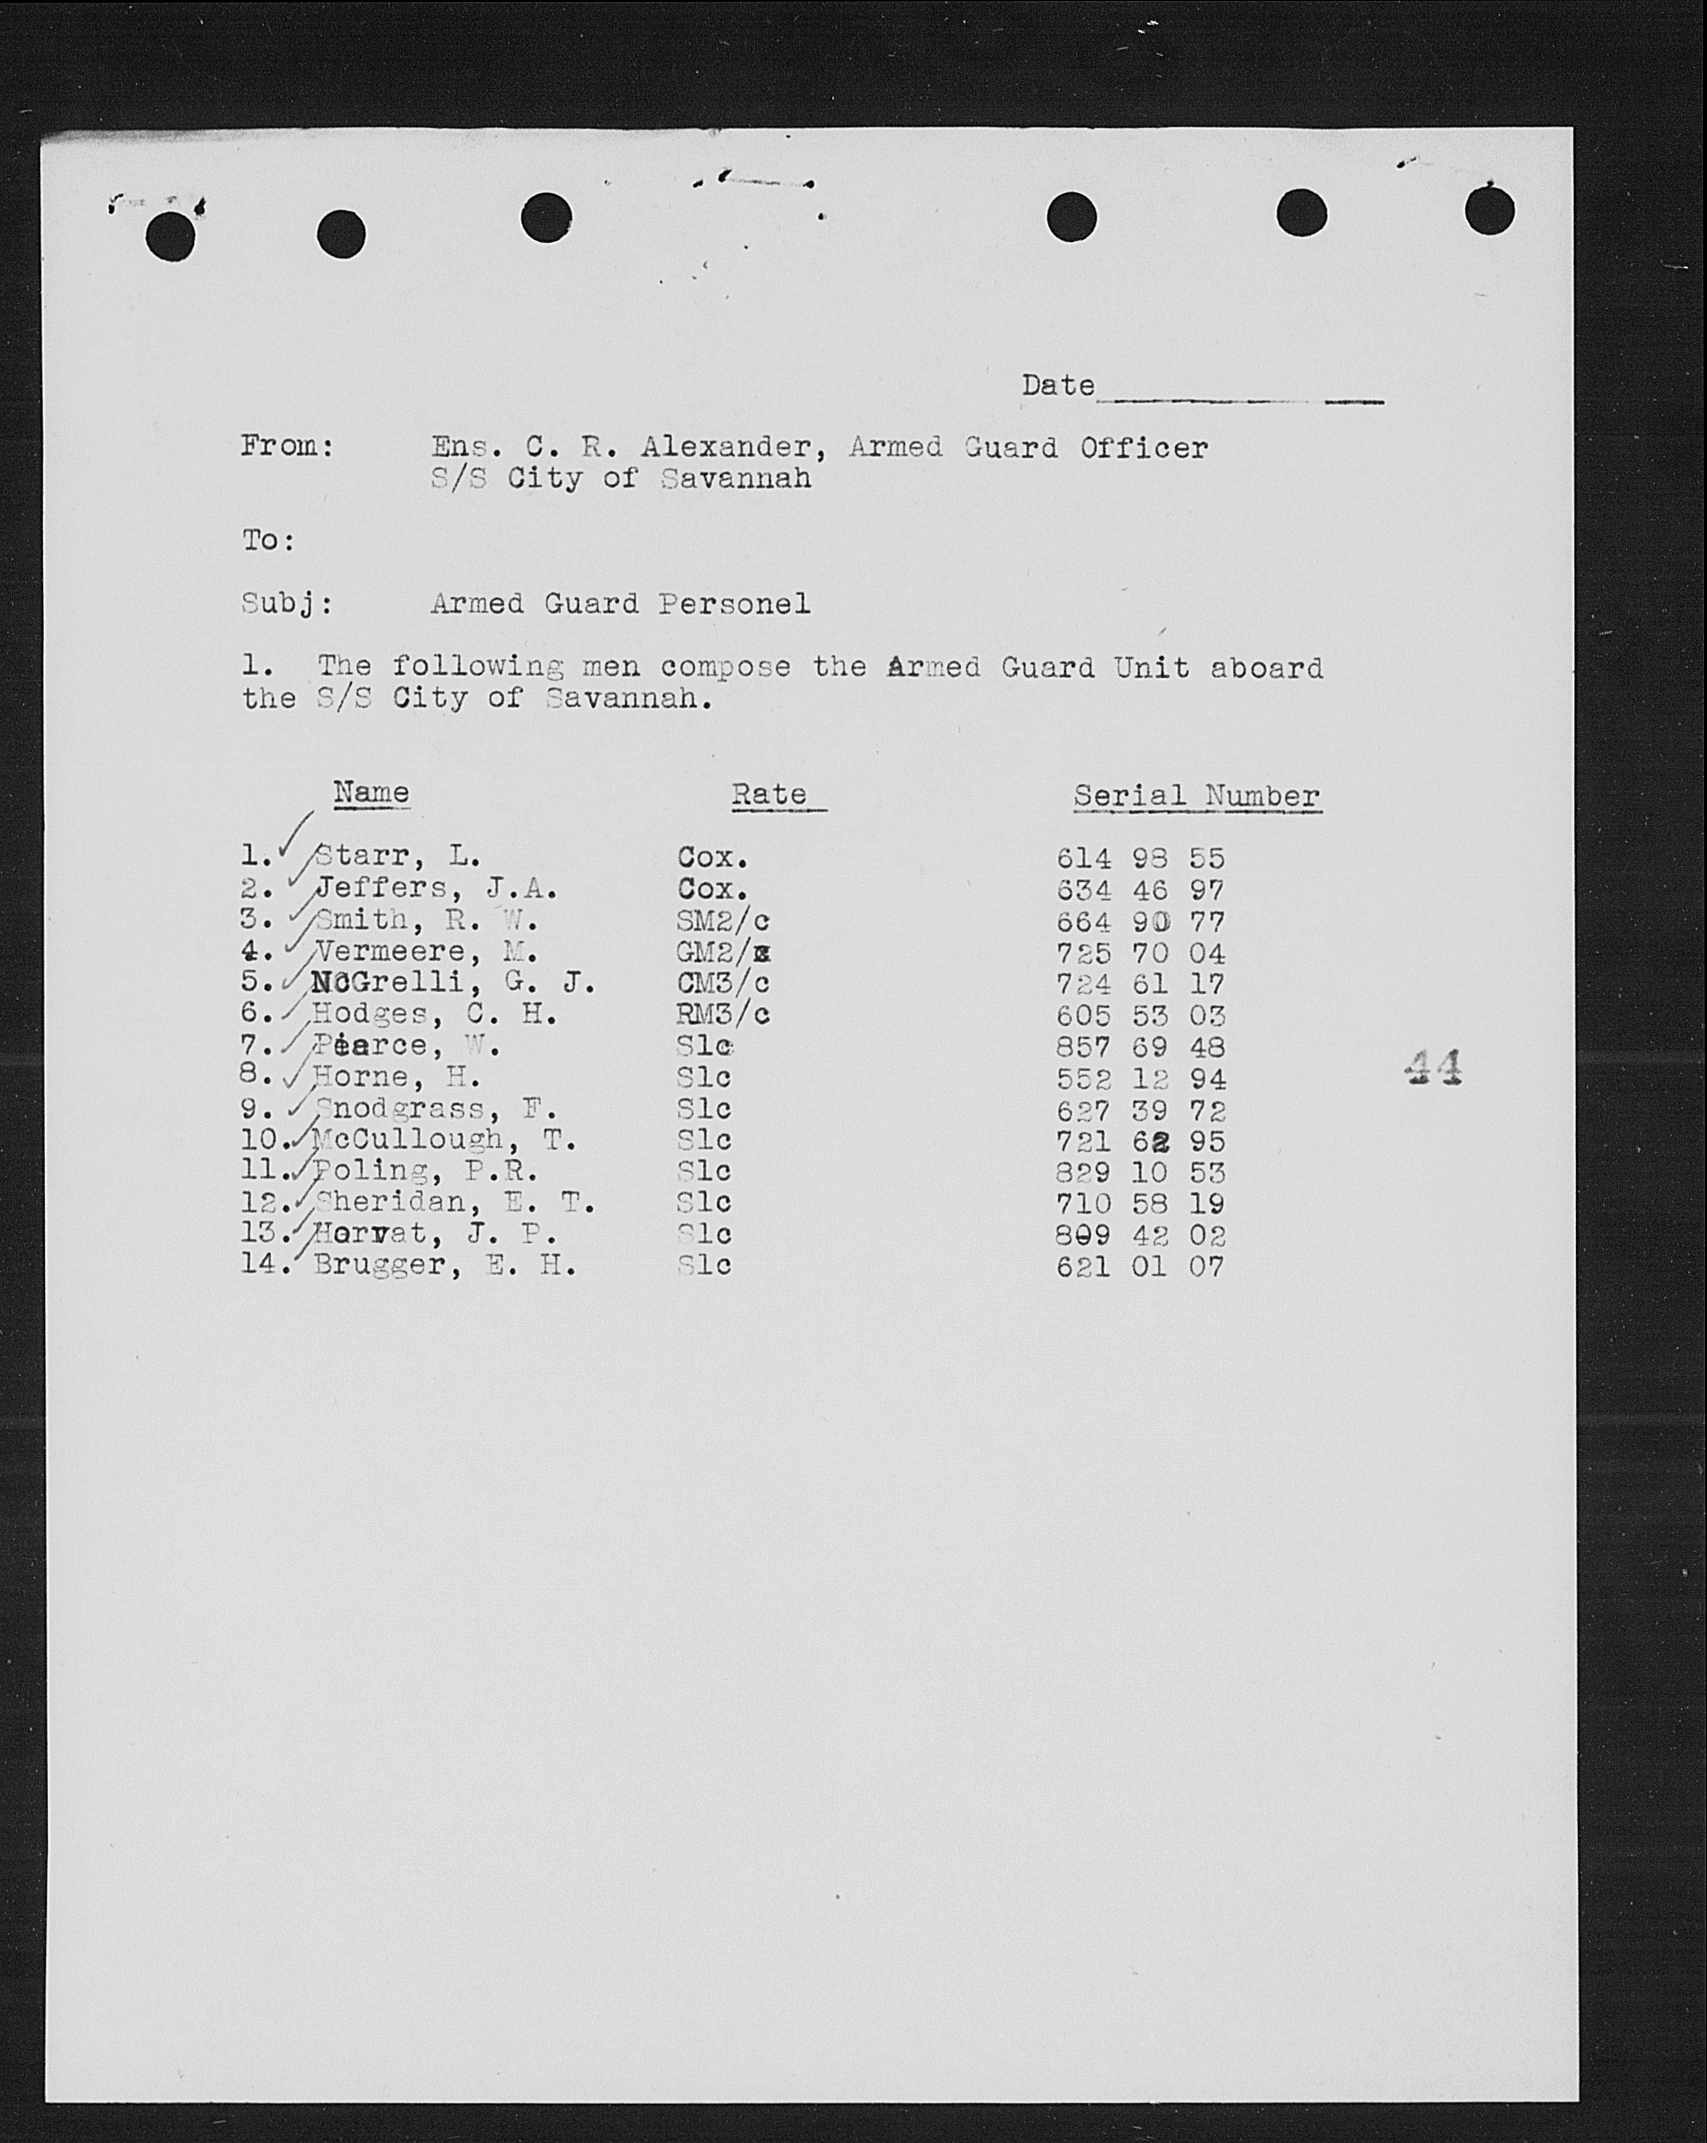 Date
From: Ens. C. R. Alexander, Armed Guard Officer
S/S City of Savannah
To:
Subj: Armed Guard Personel
1. The following men compose the Armed Guard Unit aboard
the S/S City of Savannah.
Name Rate Serial Number
1. Starr, L. Cox. 614 98 55
2. Jeffers, J.A. Cox. 634 46 97
3. Smith, R. W. SM2/c 664 90 77
4. Vermeere, M. GM2/c 725 70 04
5. McGrelli, G. J. CM3/c 724 61 17
6. Hodges, C. H. RM3/c 605 53 03
7. Pearce, W. S1c 857 69 48
8. Horne, H. S1c 552 12 94
44
9. Snodgrass, F. S1c 627 39 72
10. McCullough, T. S1c 721 62 95
11. Poling, P.R. S1c 829 10 53
12. Sheridan, E. T. S1c 710 58 19
13. Horvat, J. P. S1c 809 42 02
14. Brugger, E. H. S1c 621 01 07